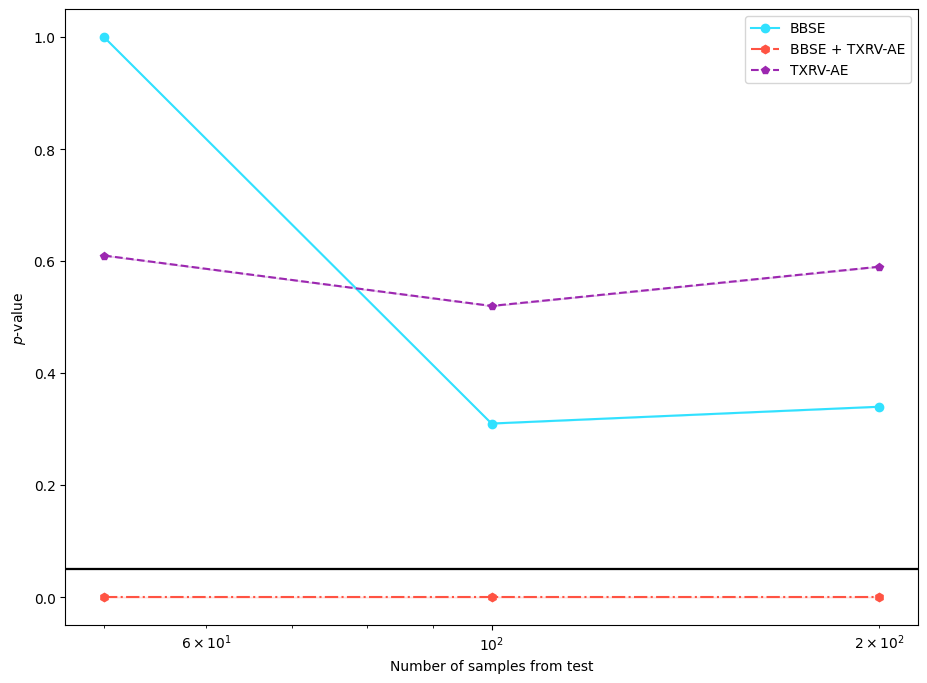 BBSE
BBSE + TXRV-AE
TXRV-AE
1.0
0.8
0.6
0.4
0.2
0.0
p-value
6 × 10¹
10²
2 × 10²
Number of samples from test